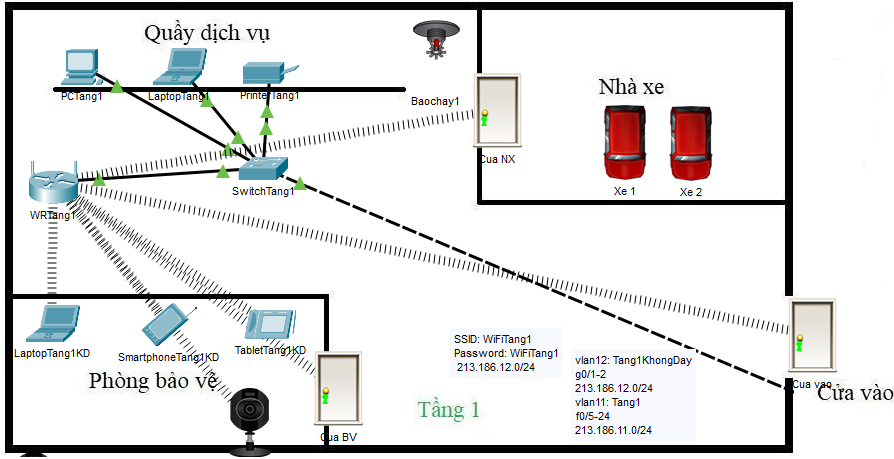 Quầy dịch vụ
PCTang1
LaptopTang1
PrinterTang1
Baochay1
Nhà xe
Cua NX
Xe 1
Xe 2
SwitchTang1
WRTang1
LaptopTang1KD
SmartphoneTang1KD
TabletTang1KD
Phòng bảo vệ
Cua BV
Tầng 1
SSID: WiFiTang1
Password: WiFiTang1
213.186.12.0/24
vlan12: Tang1KhongDay
g0/1-2
213.186.12.0/24
vlan11: Tang1
f0/5-24
213.186.11.0/24
Cua vao
Cửa vào